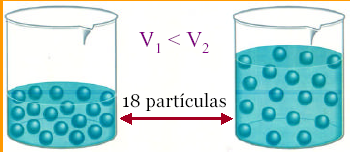 V₁ < V₂
18 partículas